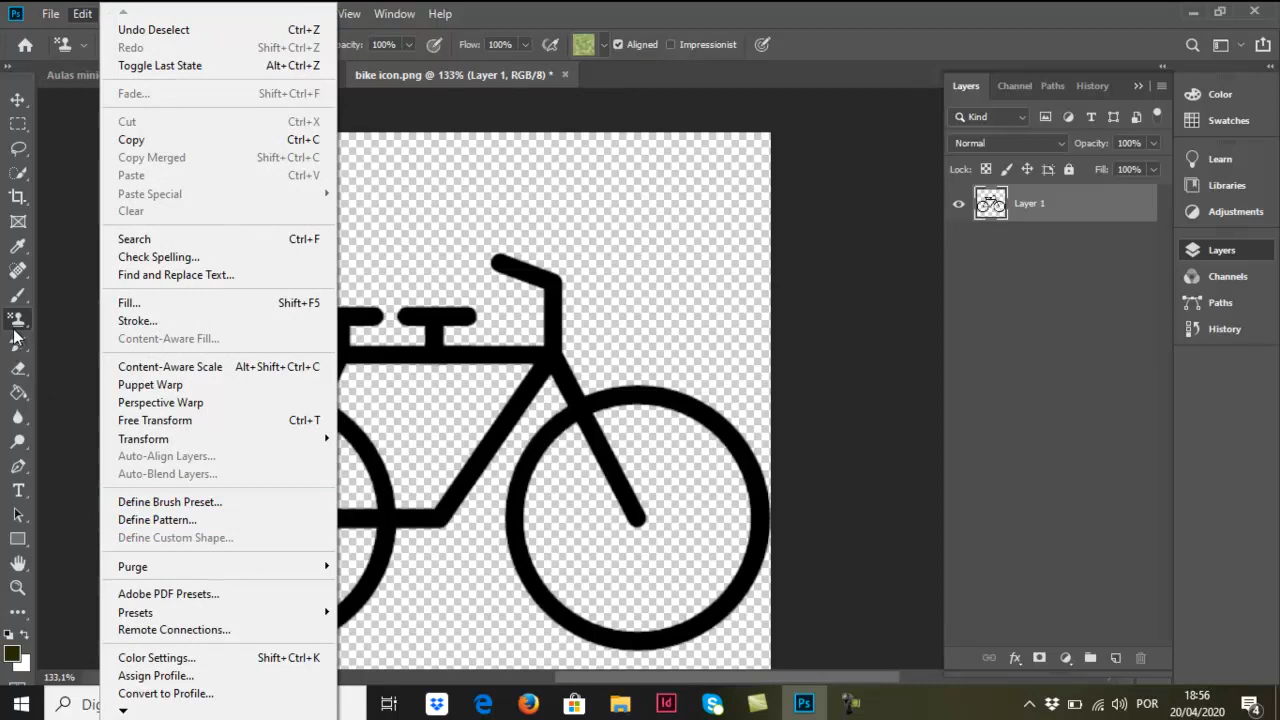 Ps File Edit View Window Help
Undo Deselect Ctrl+Z
Redo Shift+Ctrl+Z
Toggle Last State Alt+Ctrl+Z
Fade... Shift+Ctrl+F
Cut Ctrl+X
Copy Ctrl+C
Copy Merged Shift+Ctrl+C
Paste Ctrl+V
Paste Special
Clear
Search Ctrl+F
Check Spelling...
Find and Replace Text...
Fill... Shift+F5
Stroke...
Content-Aware Fill...
Content-Aware Scale Alt+Shift+Ctrl+C
Puppet Warp
Perspective Warp
Free Transform Ctrl+T
Transform
Auto-Align Layers...
Auto-Blend Layers...
Define Brush Preset...
Define Pattern...
Define Custom Shape...
Purge
Adobe PDF Presets...
Presets
Remote Connections...
Color Settings... Shift+Ctrl+K
Assign Profile...
Convert to Profile...
100% Flow: 100% Aligned Impressionist
Aulas bike icon.png @ 133% (Layer 1, RGB/8) *
Layers Channel Paths History
Kind
Normal Opacity: 100%
Lock: Fill: 100%
Layer 1
Color
Swatches
Learn
Libraries
Adjustments
Layers
Channels
Paths
History
133,1%
Id Ps POR 18:56
20/04/2020 4